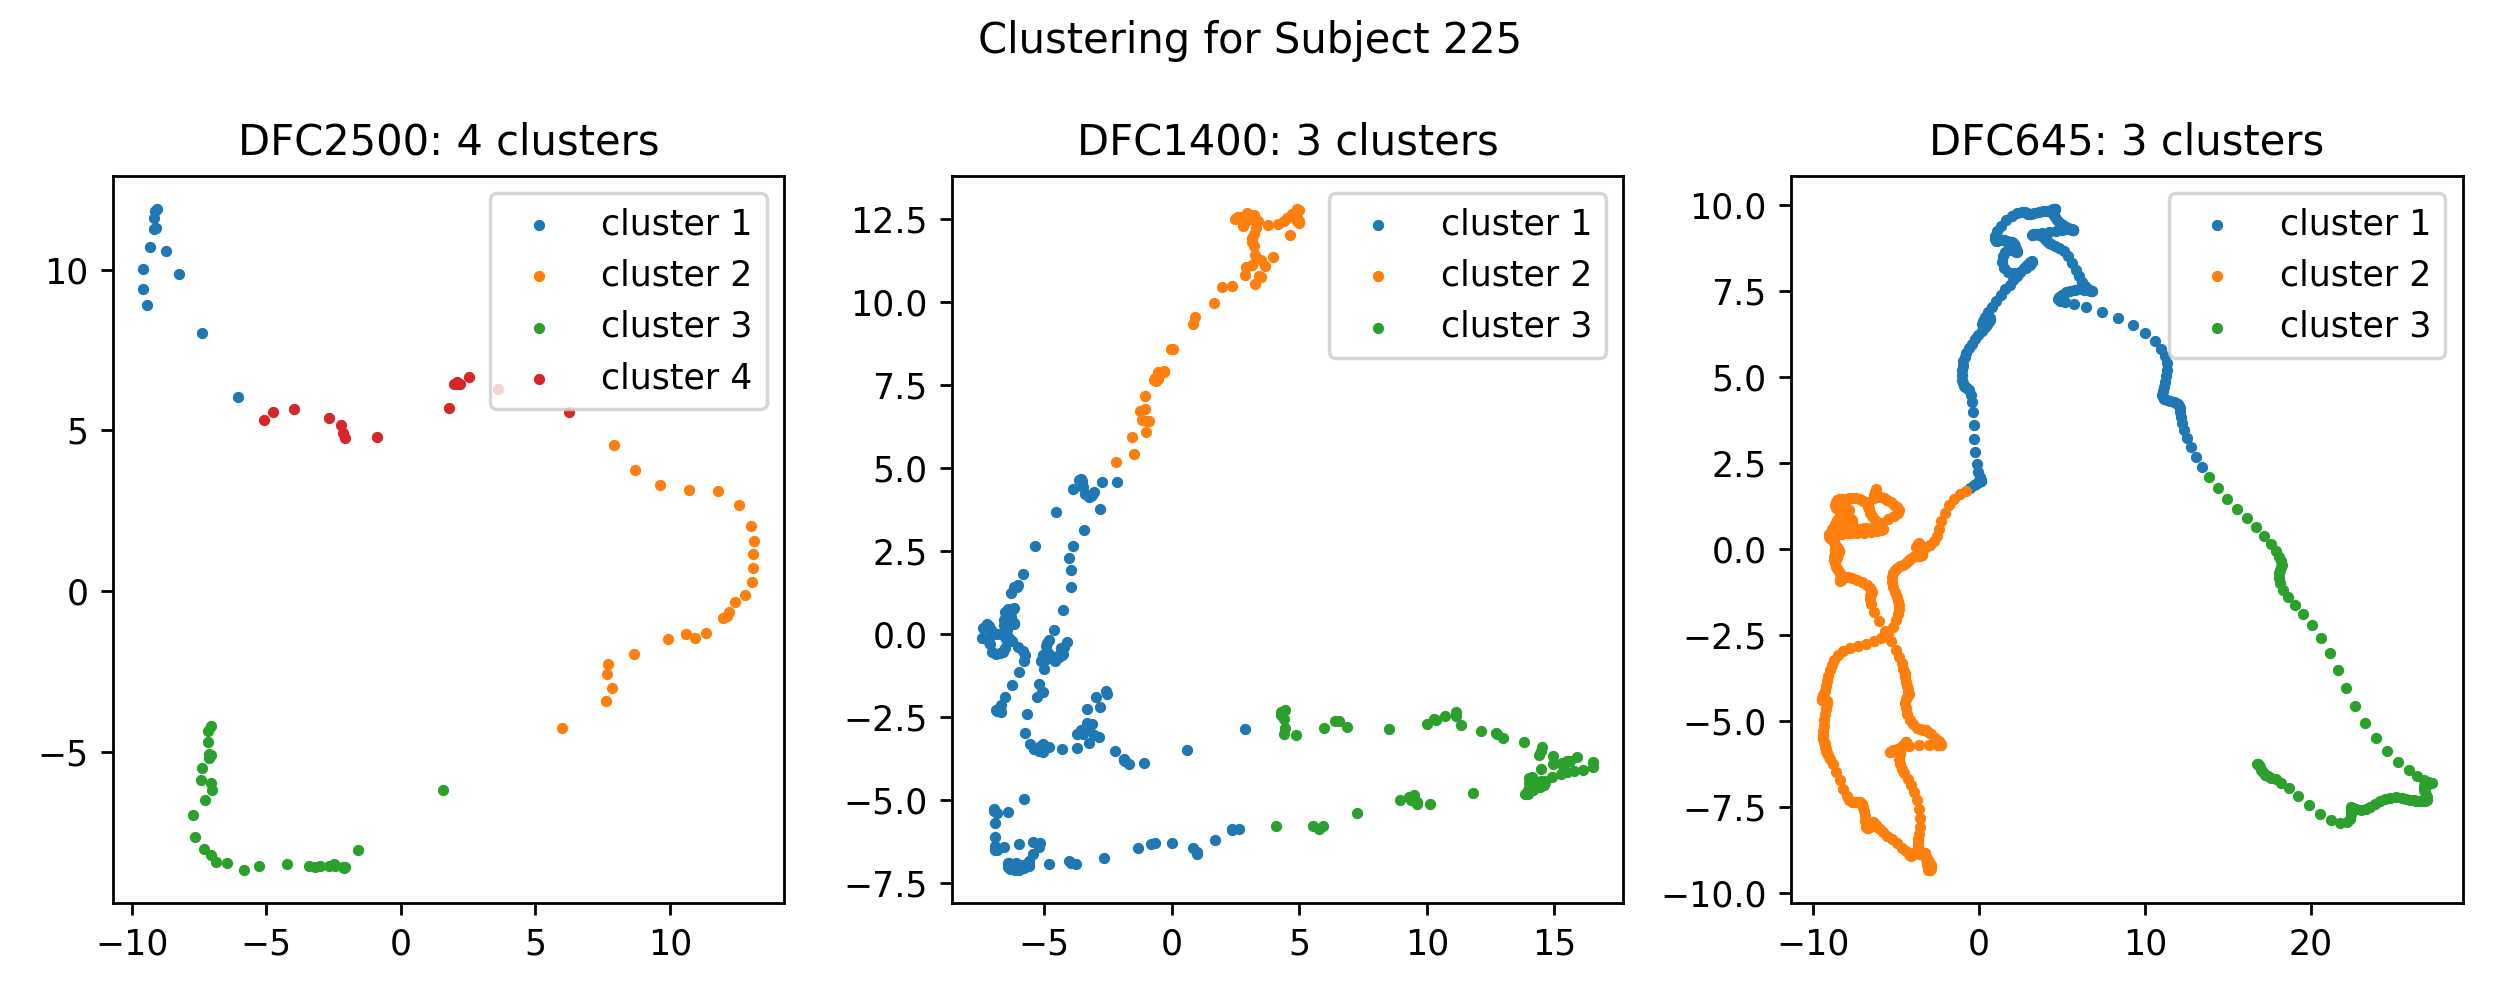 Clustering for Subject 225
DFC2500: 4 clusters
cluster 1
cluster 2
cluster 3
cluster 4
10
5
0
−5
−10
−5
0
5
10
DFC1400: 3 clusters
cluster 1
cluster 2
cluster 3
12.5
10.0
7.5
5.0
2.5
0.0
−2.5
−5.0
−7.5
−5
0
5
10
15
DFC645: 3 clusters
cluster 1
cluster 2
cluster 3
10.0
7.5
5.0
2.5
0.0
−2.5
−5.0
−7.5
−10.0
−10
0
10
20